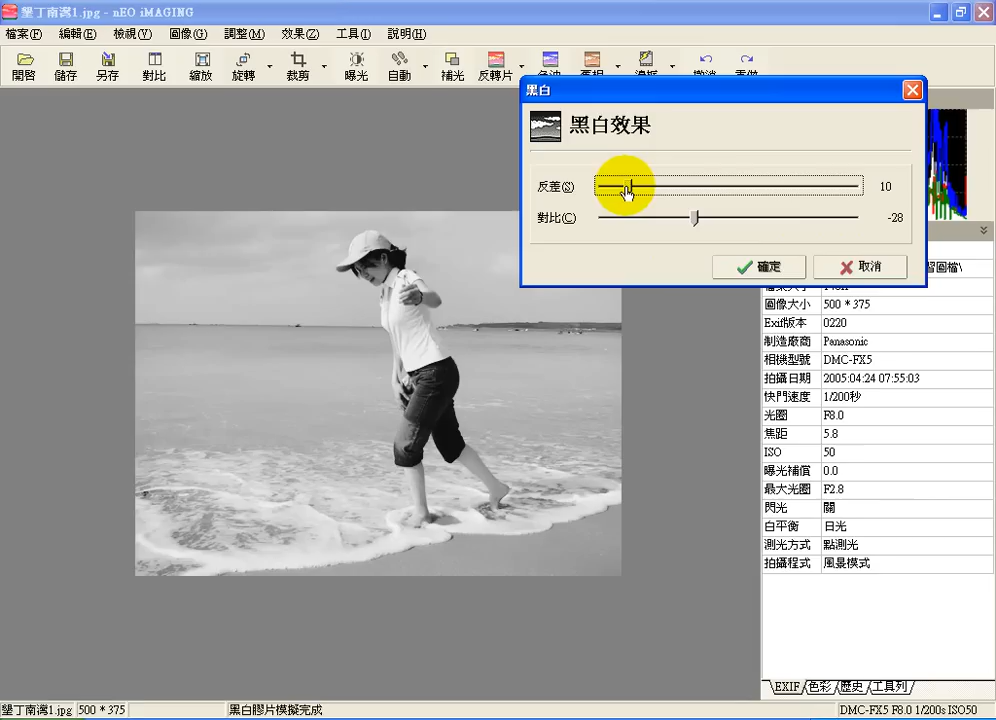 墾丁南灣1.jpg - nEO iMAGING
檔案(F) 編輯(E) 檢視(V) 圖像(G) 調整(M) 效果(Z) 工具(I) 說明(H)
開啓 儲存 另存 對比 縮放 旋轉 裁剪 曝光 自動 補光 反轉片
黑白
黑白效果
反差(S) 10
對比(C) -28
確定 取消
習圖檔\
圖像大小 500 * 375
Exif版本 0220
制造廠商 Panasonic
相機型號 DMC-FX5
拍攝日期 2005:04:24 07:55:03
快門速度 1/200秒
光圈 F8.0
焦距 5.8
ISO 50
曝光補償 0.0
最大光圈 F2.8
閃光 關
白平衡 日光
測光方式 點測光
拍攝程式 風景模式
EXIF 色彩 歷史 工具列
墾丁南灣1.jpg 500 * 375 黑白膠片模擬完成 DMC-FX5 F8.0 1/200s ISO50